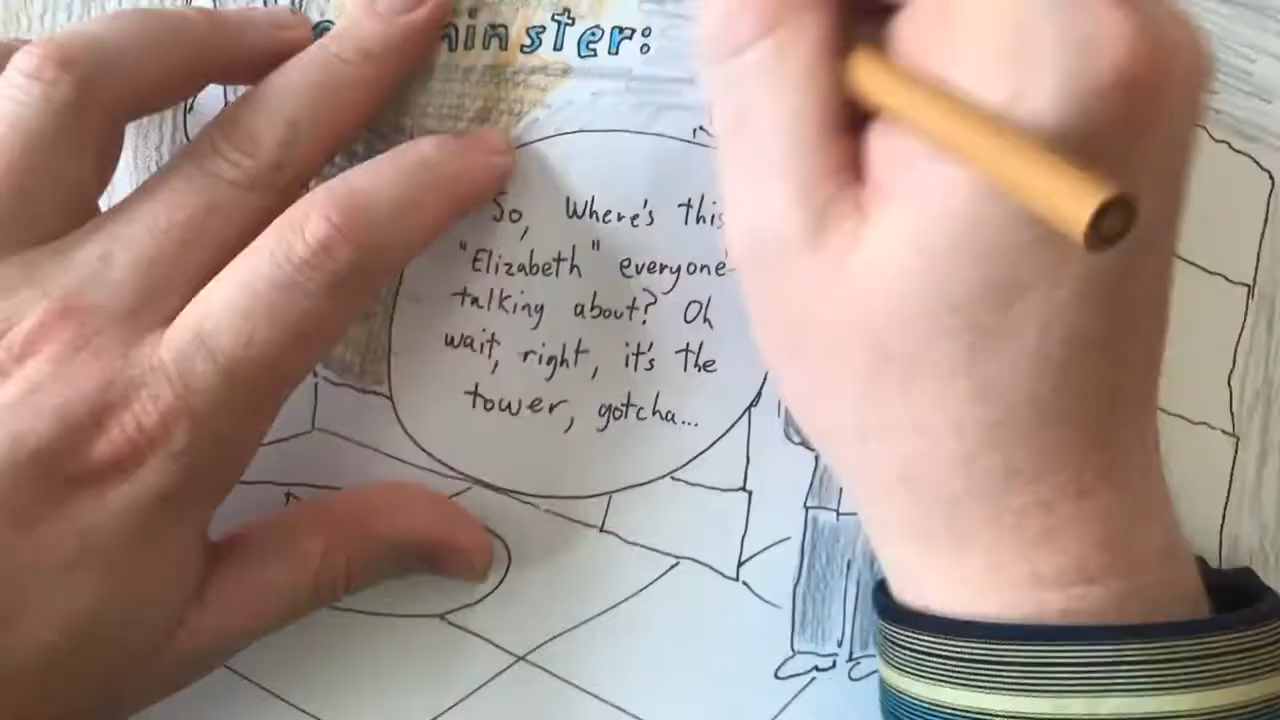 minster:
So, Where's this
"Elizabeth" everyone
talking about? Oh
wait, right, it's the
tower, gotcha...